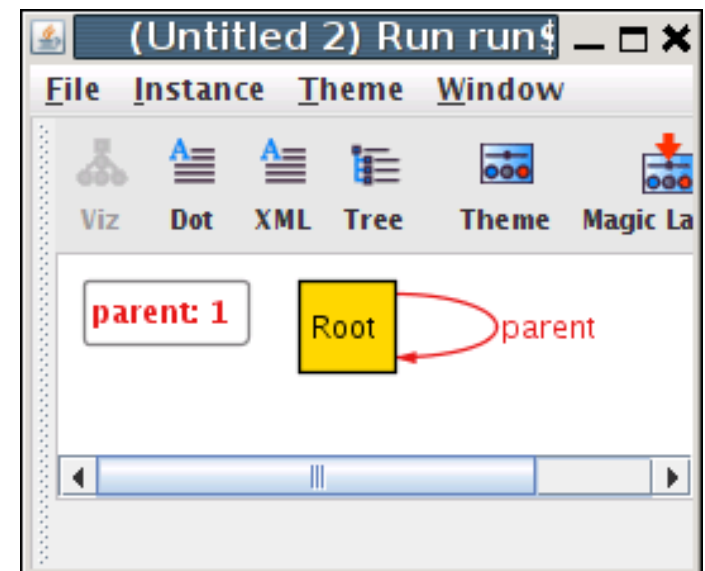 (Untitled 2) Run run$
File Instance Theme Window
Viz Dot XML Tree Theme Magic La
parent: 1
Root
parent